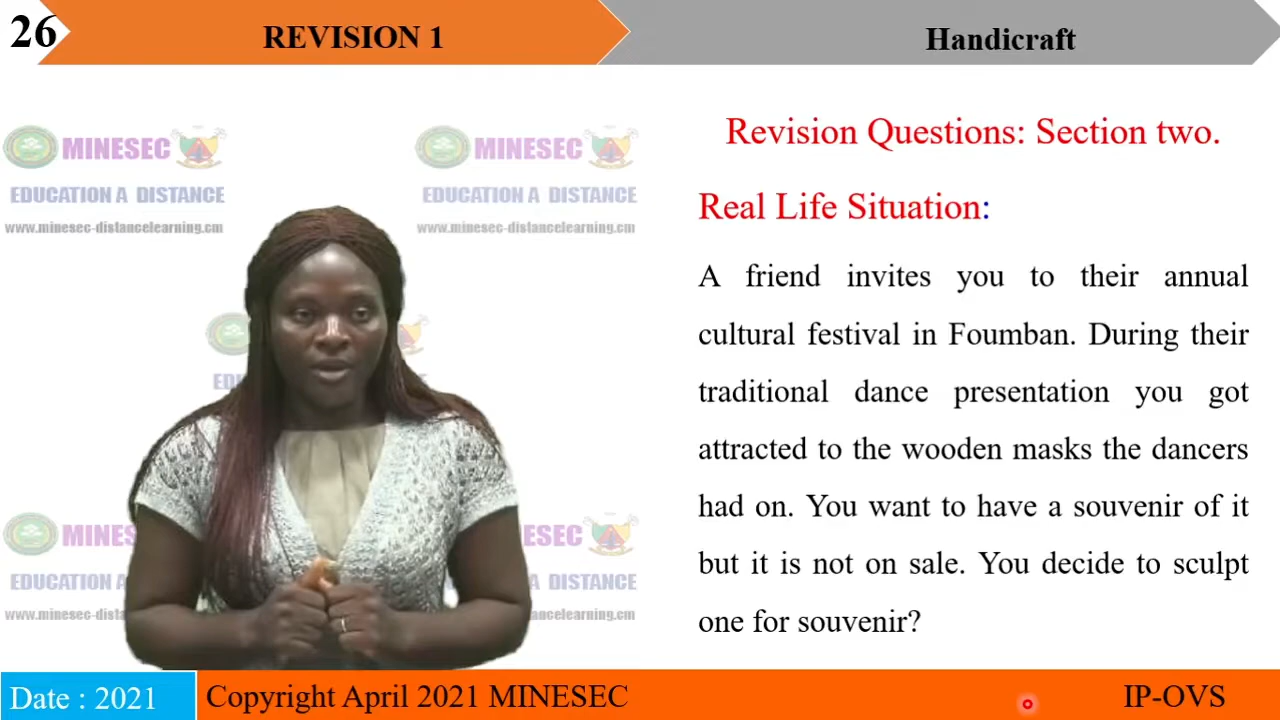 26
REVISION 1
Handicraft
MINESEC
EDUCATION A DISTANCE
www.minesec-distancelearning.cm
MINESEC
EDUCATION A DISTANCE
www.minesec-distancelearning.cm
Revision Questions: Section two.
Real Life Situation:
A friend invites you to their annual
cultural festival in Foumban. During their
traditional dance presentation you got
attracted to the wooden masks the dancers
had on. You want to have a souvenir of it
but it is not on sale. You decide to sculpt
one for souvenir?
Date : 2021
Copyright April 2021 MINESEC
IP-OVS